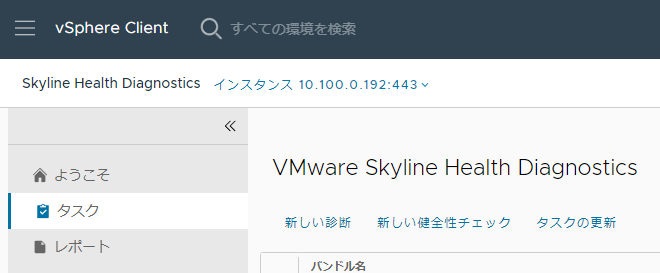 vSphere Client すべての環境を検索
Skyline Health Diagnostics インスタンス 10.100.0.192:443
ようこそ
タスク
レポート
VMware Skyline Health Diagnostics
新しい診断 新しい健全性チェック タスクの更新
バンドル名